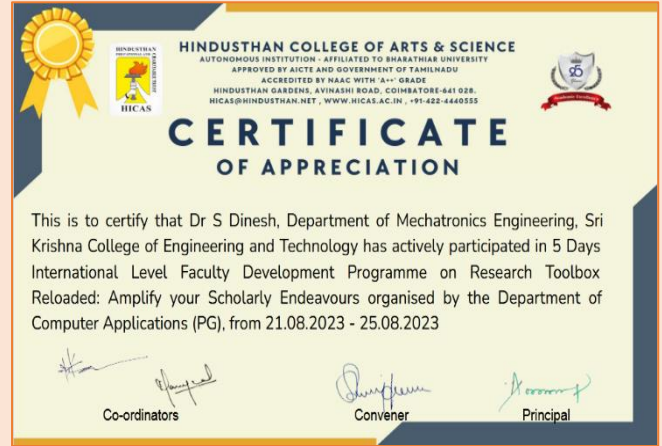 HINDUSTHAN COLLEGE OF ARTS & SCIENCE
AUTONOMOUS INSTITUTION - AFFILIATED TO BHARATHIAR UNIVERSITY
APPROVED BY AICTE AND GOVERNMENT OF TAMILNADU
ACCREDITED BY NAAC WITH 'A++' GRADE
HINDUSTHAN GARDENS, AVINASHI ROAD, COIMBATORE-641 028.
HICAS@HINDUSTHAN.NET , WWW.HICAS.AC.IN , +91-422-4440555
HINDUSTHAN
HICAS
25
Academic Excellence
CERTIFICATE
OF APPRECIATION
This is to certify that Dr S Dinesh, Department of Mechatronics Engineering, Sri
Krishna College of Engineering and Technology has actively participated in 5 Days
International Level Faculty Development Programme on Research Toolbox
Reloaded: Amplify your Scholarly Endeavours organised by the Department of
Computer Applications (PG), from 21.08.2023 - 25.08.2023
Co-ordinators
Convener
Principal